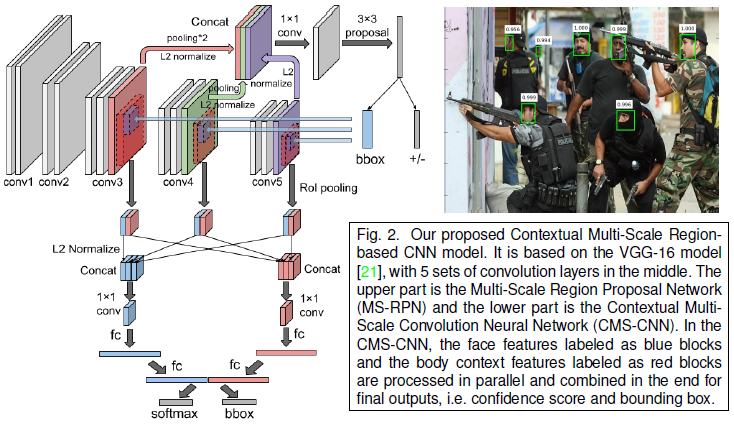 Concat
1×1
conv
3×3
proposal
pooling*2
L2 normalize
pooling
L2 normalize
L2
normalize
conv1
conv2
conv3
conv4
conv5
bbox
+/-
RoI pooling
L2 Normalize
Concat
Concat
1×1
conv
1×1
conv
fc
fc
fc
fc
softmax
bbox
0.956
0.994
1.000
0.999
1.000
0.999
0.996
Fig. 2. Our proposed Contextual Multi-Scale Region-
based CNN model. It is based on the VGG-16 model
[21], with 5 sets of convolution layers in the middle. The
upper part is the Multi-Scale Region Proposal Network
(MS-RPN) and the lower part is the Contextual Multi-
Scale Convolution Neural Network (CMS-CNN). In the
CMS-CNN, the face features labeled as blue blocks
and the body context features labeled as red blocks
are processed in parallel and combined in the end for
final outputs, i.e. confidence score and bounding box.